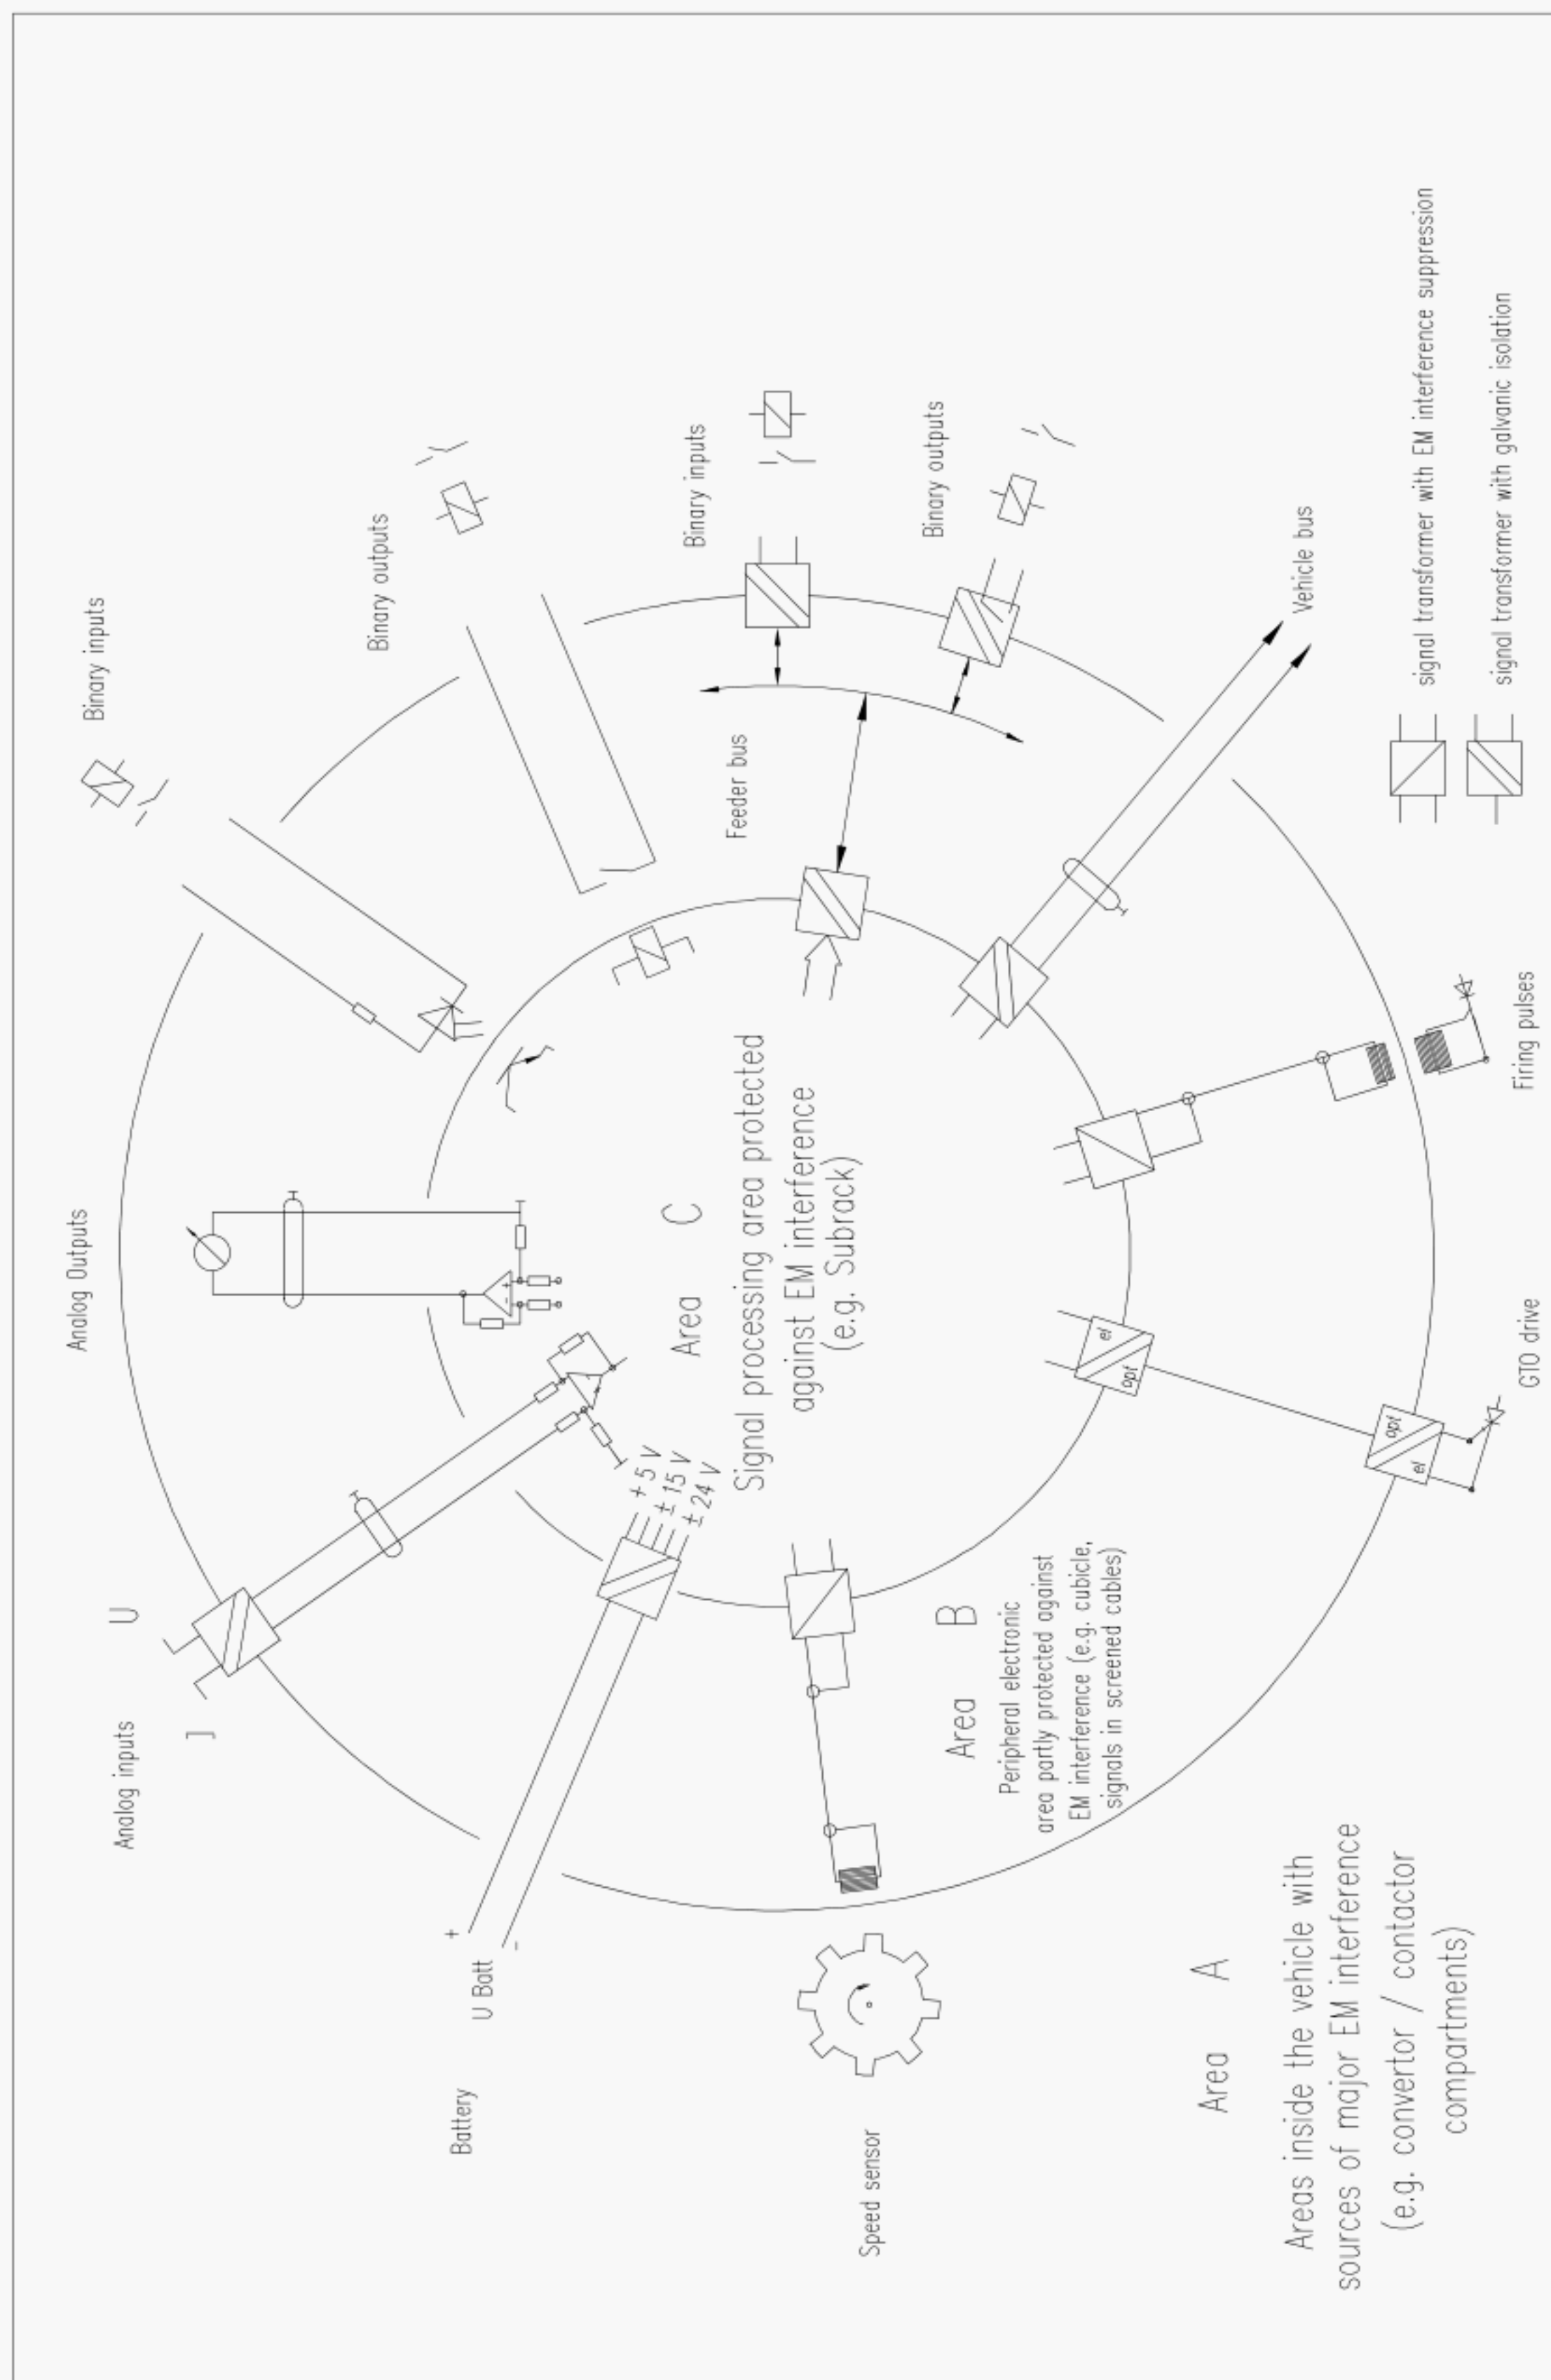 Analog Outputs
Binary inputs
Analog inputs
U
I
Binary outputs
Battery
U Batt
+
-
+ 5 V
± 15 V
± 24 V
Binary inputs
Feeder bus
Area C
Signal processing area protected
against EM interference
(e.g. Subrack)
Speed sensor
Binary outputs
Area B
Peripheral electronic
area partly protected against
EM interference (e.g. cubicle,
signals in screened cables)
el
opt
Vehicle bus
Area A
Areas inside the vehicle with
sources of major EM interference
(e.g. convertor / contactor
compartments)
opt
el
GTO drive
Firing pulses
signal transformer with EM interference suppression
signal transformer with galvanic isolation